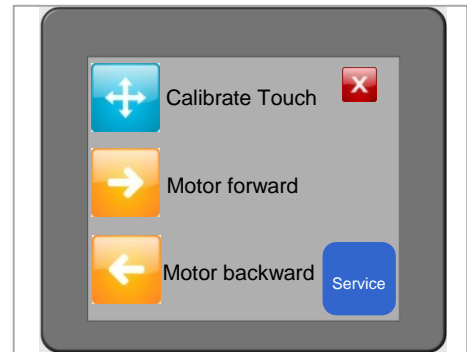 Calibrate Touch
X
Motor forward
Motor backward
Service